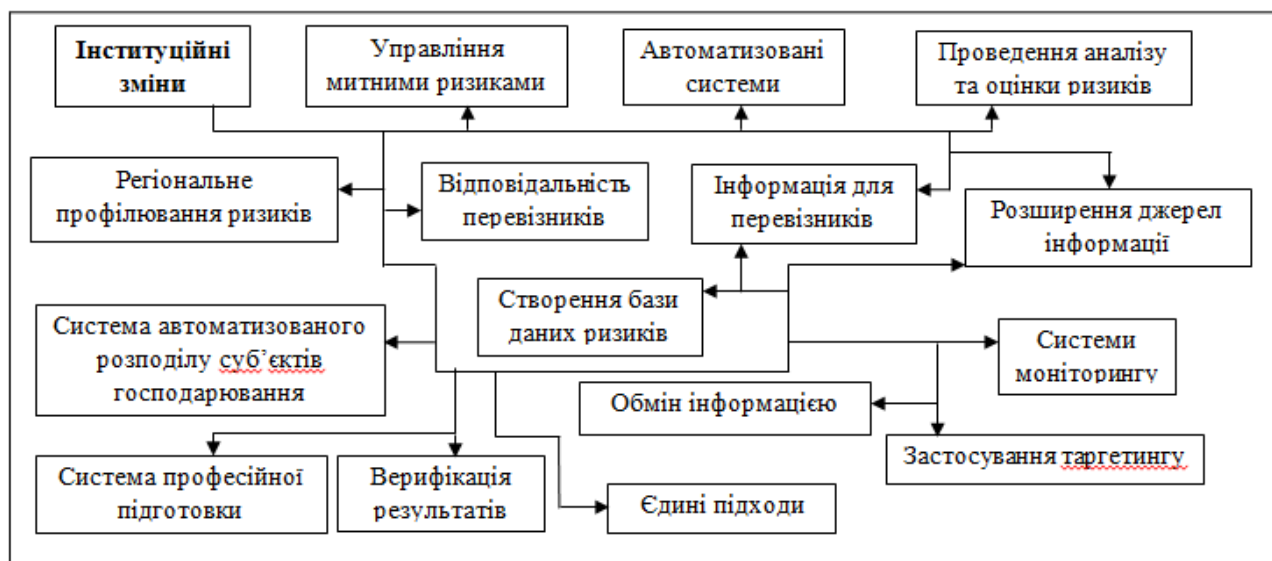 Інституційні
зміни
Управління
митними ризиками
Автоматизовані
системи
Проведення аналізу
та оцінки ризиків
Регіональне
профілювання ризиків
Відповідальність
перевізників
Інформація для
перевізників
Розширення джерел
інформації
Створення бази
даних ризиків
Система автоматизованого
розподілу суб’єктів
господарювання
Системи
моніторингу
Обмін інформацією
Застосування таргетингу
Система професійної
підготовки
Верифікація
результатів
Єдині підходи